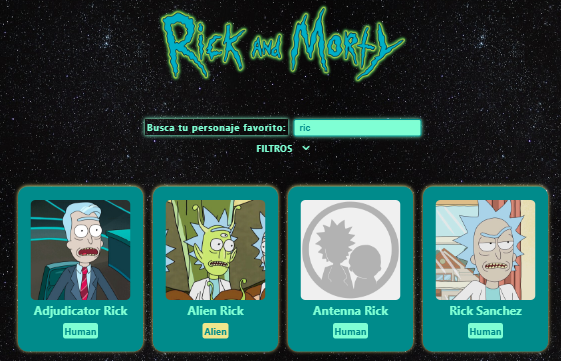 Rick and Morty
Busca tu personaje favorito: ric
FILTROS
Adjudicator Rick Alien Rick Antenna Rick Rick Sanchez
Human Alien Human Human